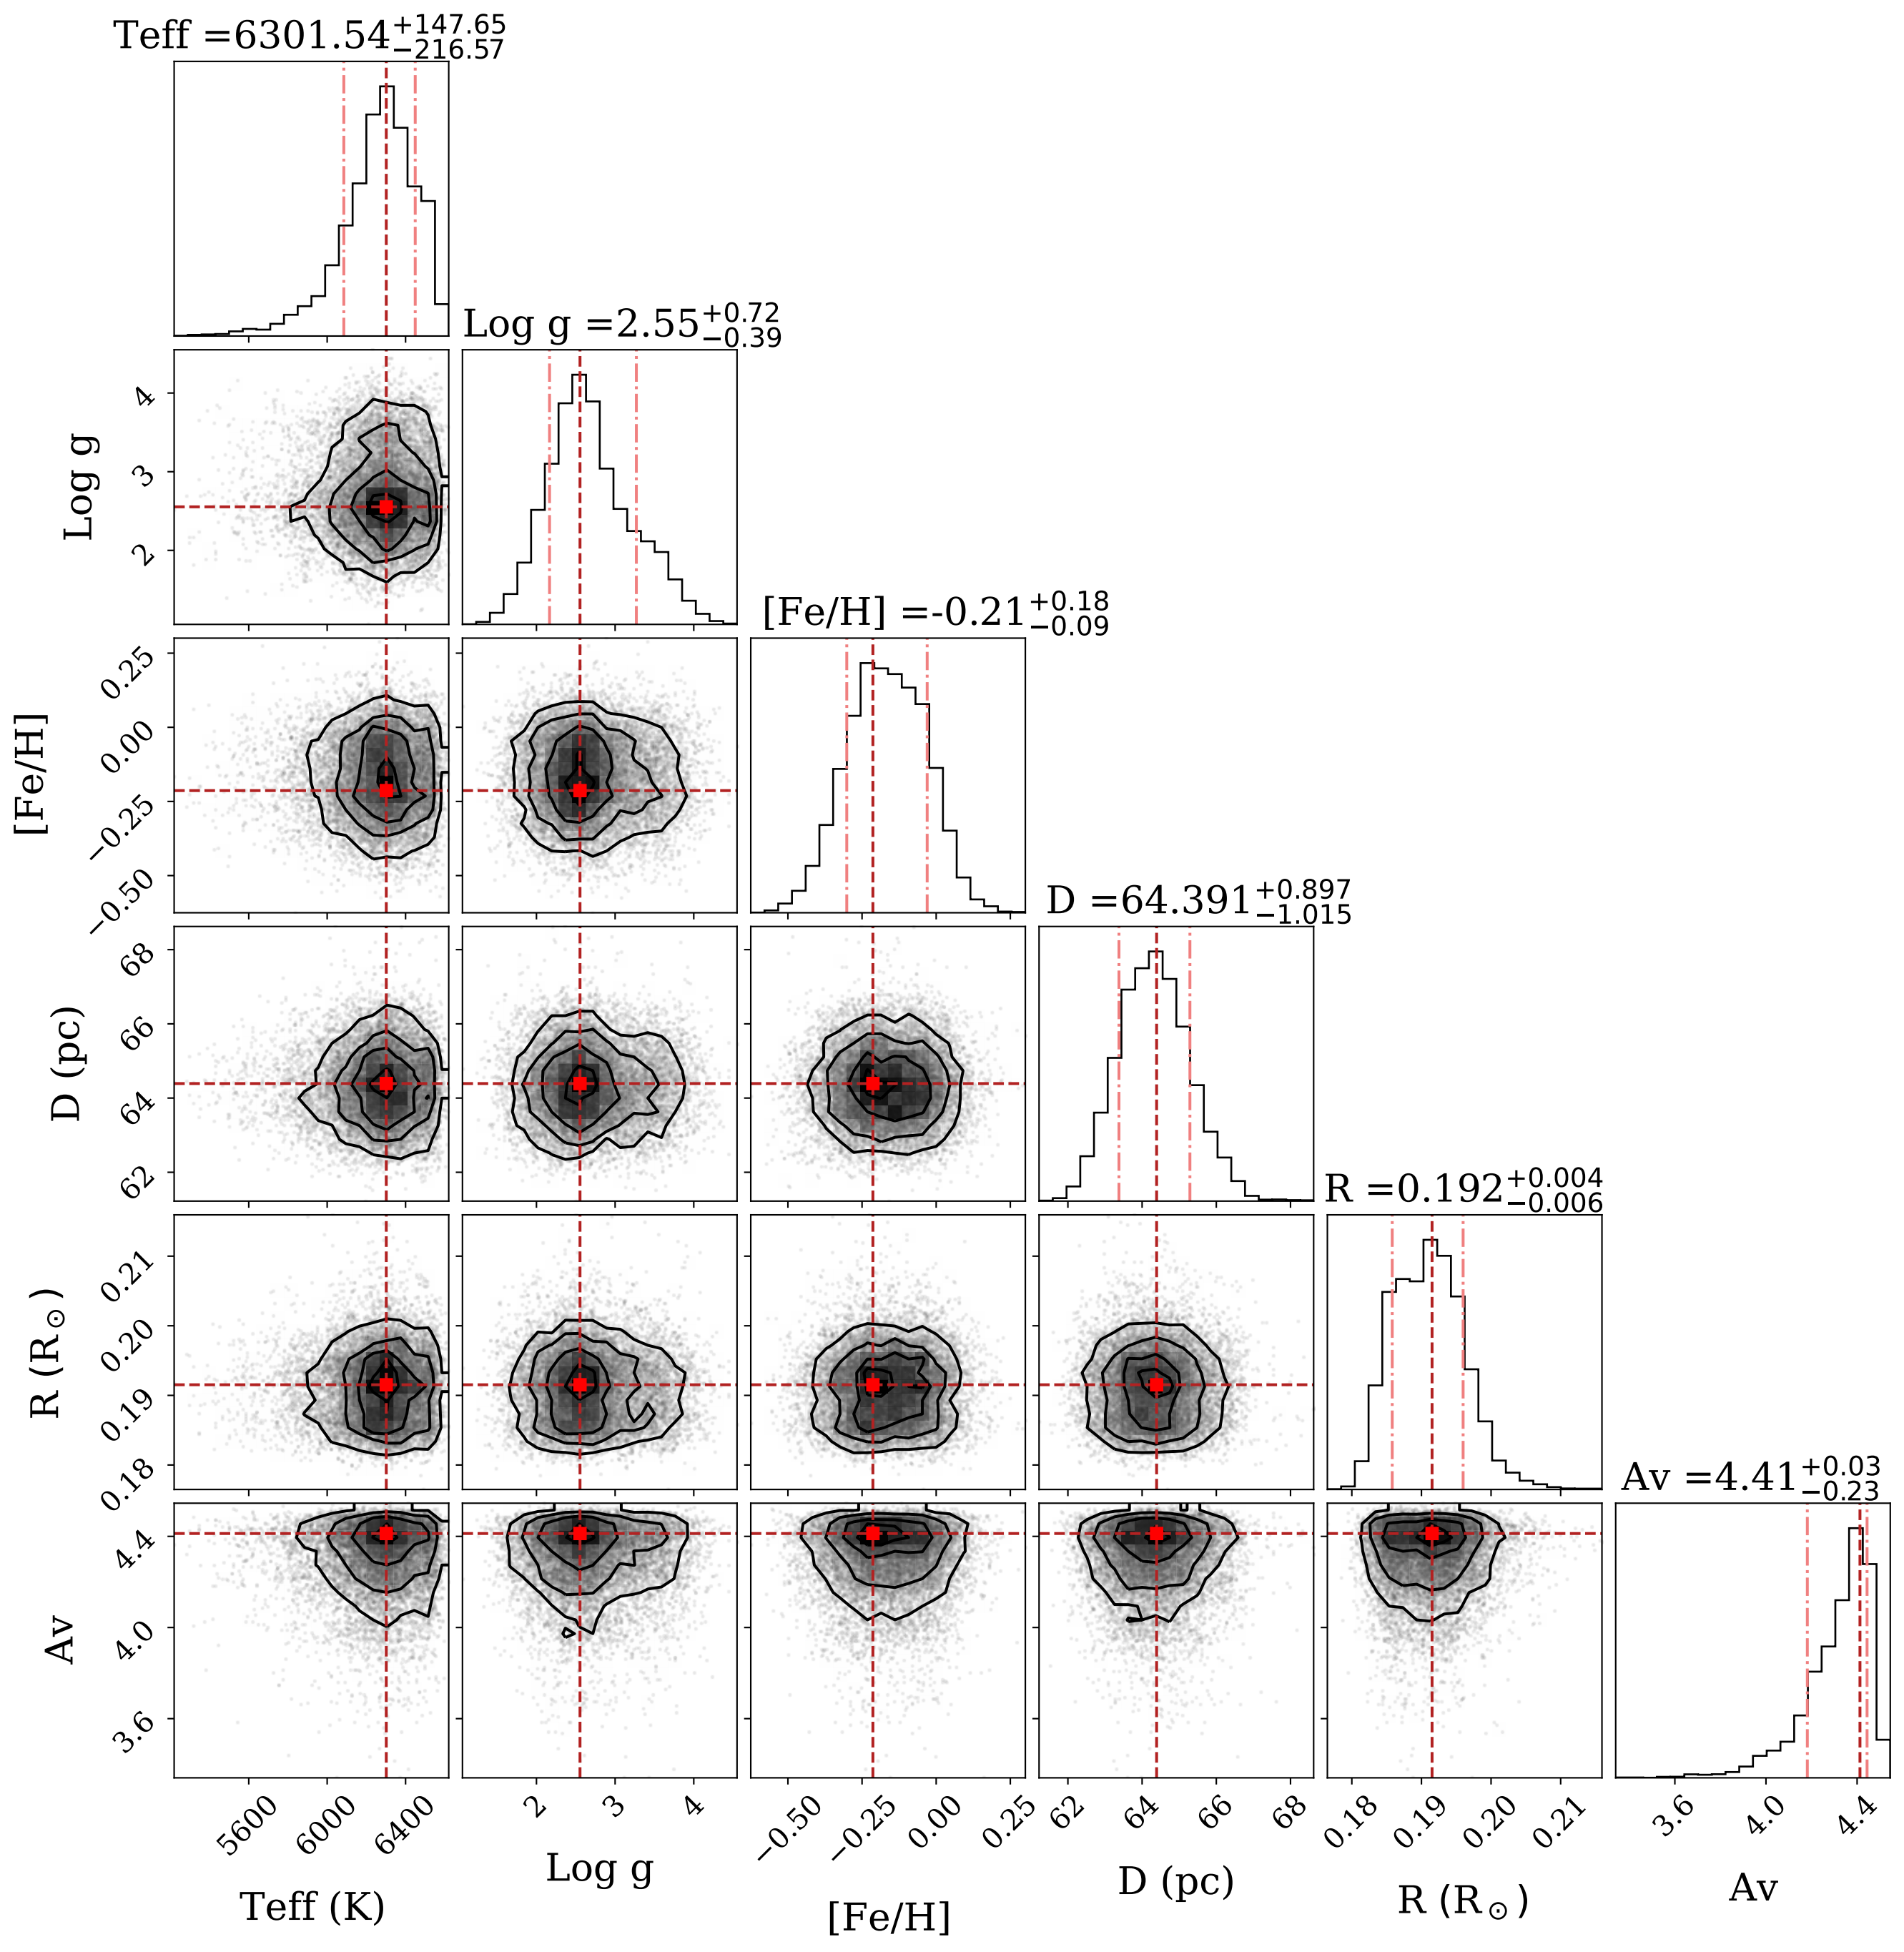 Teff =6301.54+147.65−216.57
Log g =2.55+0.72−0.39
[Fe/H] =-0.21+0.18−0.09
D =64.391+0.897−1.015
R =0.192+0.004−0.006
Av =4.41+0.03−0.23
Log g
4
3
2
[Fe/H]
0.25
0.00
−0.25
−0.50
D (pc)
68
66
64
62
R (R☉)
0.21
0.20
0.19
0.18
Av
4.4
4.0
3.6
5600 6000 6400
2 3 4
−0.50 −0.25 0.00 0.25
62 64 66 68
0.18 0.19 0.20 0.21
3.6 4.0 4.4
Teff (K)
Log g
[Fe/H]
D (pc)
R (R☉)
Av